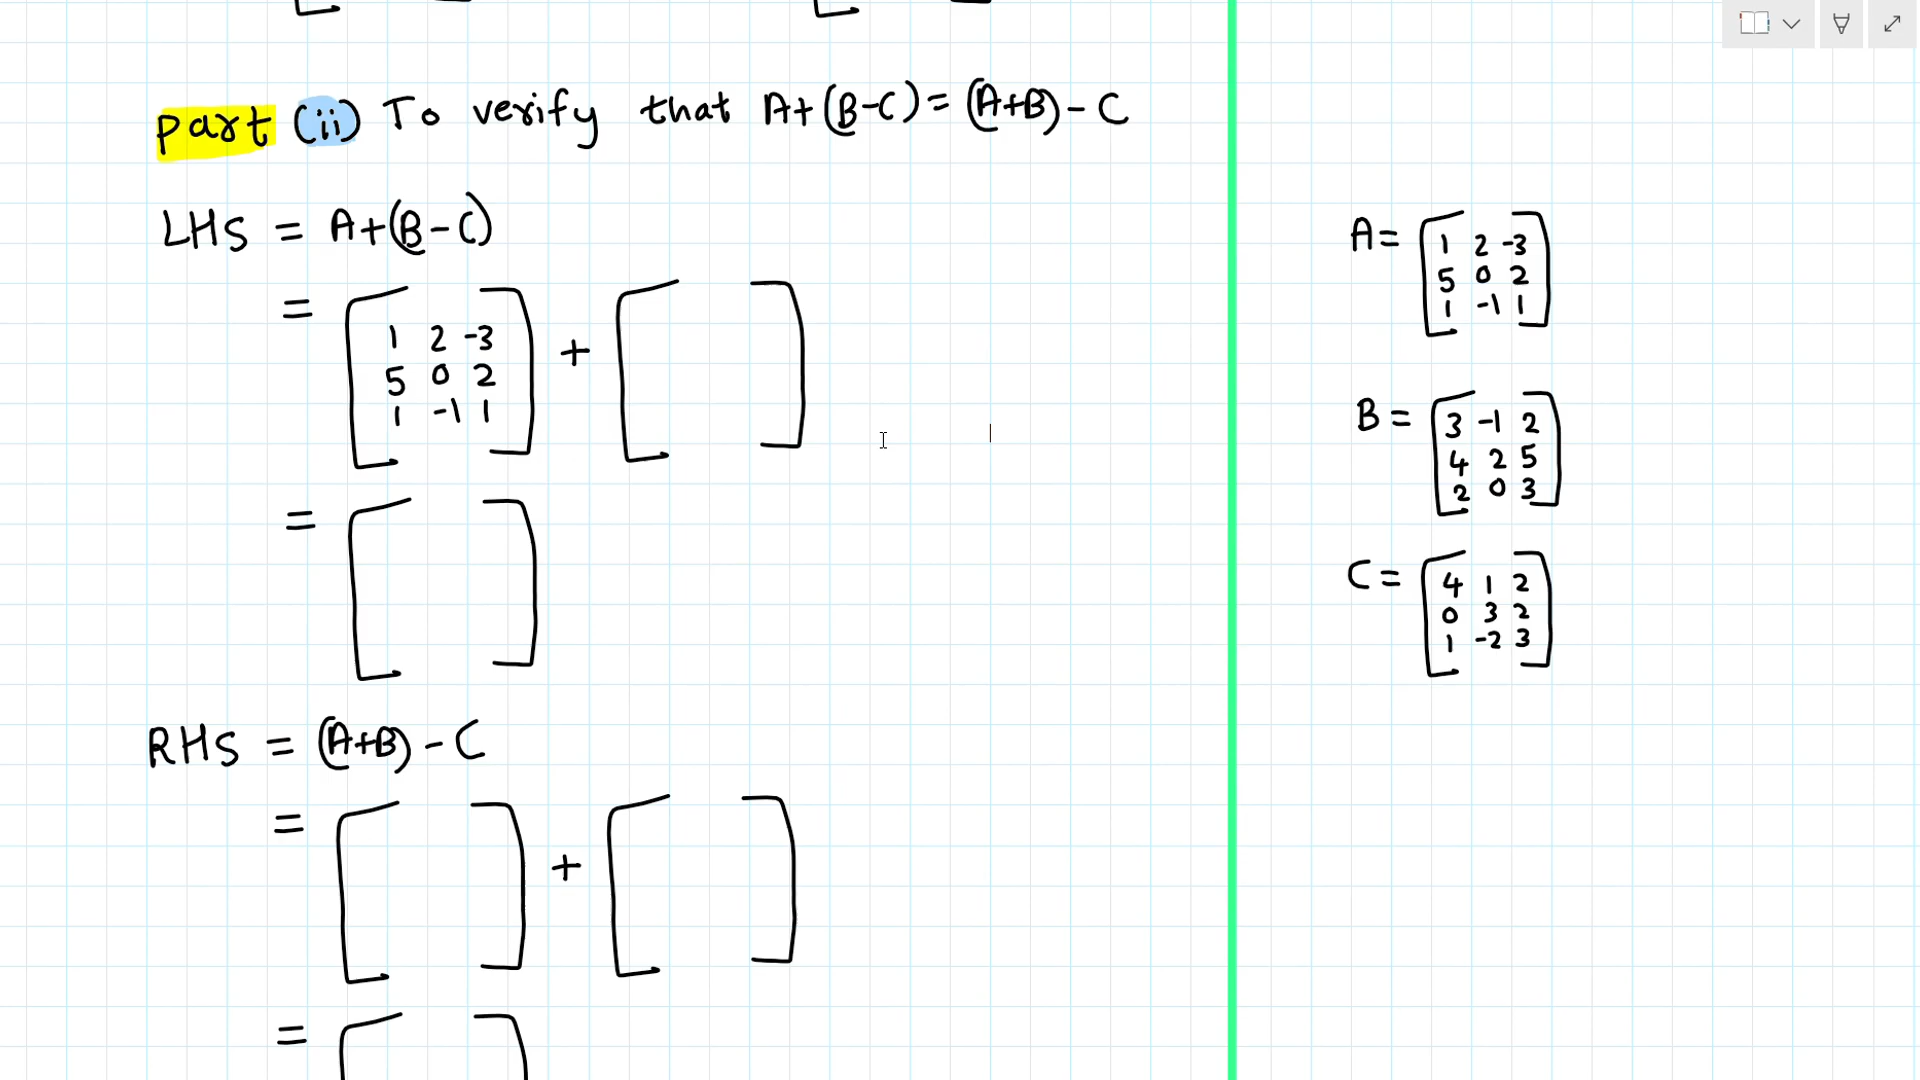 part (ii) To verify that A+(B-C)=(A+B)-C
LHS = A+(B-C)
= [1 2 -3
5 0 2
1 -1 1] + [ ]
= [ ]
RHS = (A+B)-C
= [ ] + [ ]
= [
A= [1 2 -3
5 0 2
1 -1 1]
B = [3 -1 2
4 2 5
2 0 3]
C = [4 1 2
0 3 2
1 -2 3]